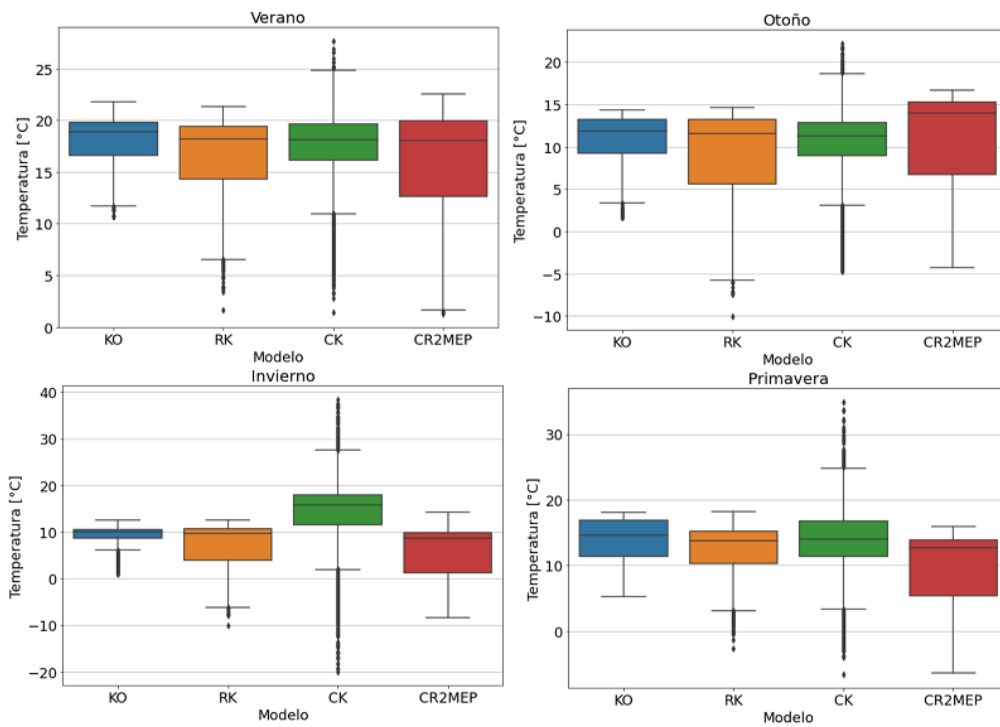 Verano
Temperatura [°C]
25
20
15
10
5
0
KO RK CK CR2MEP
Modelo
Otoño
Temperatura [°C]
20
15
10
5
0
−5
−10
KO RK CK CR2MEP
Modelo
Invierno
Temperatura [°C]
40
30
20
10
0
−10
−20
KO RK CK CR2MEP
Modelo
Primavera
Temperatura [°C]
30
20
10
0
KO RK CK CR2MEP
Modelo